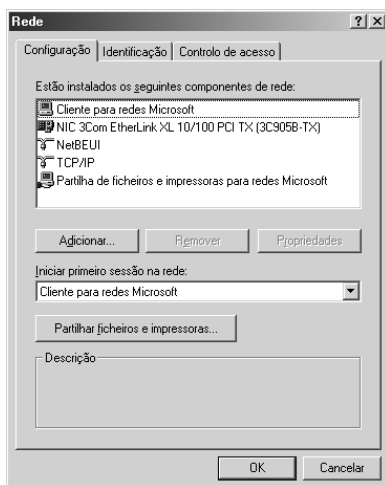 Rede
Configuração Identificação Controlo de acesso
Estão instalados os seguintes componentes de rede:
Cliente para redes Microsoft
NIC 3Com EtherLink XL 10/100 PCI TX (3C905B-TX)
NetBEUI
TCP/IP
Partilha de ficheiros e impressoras para redes Microsoft
Adicionar... Remover Propriedades
Iniciar primeiro sessão na rede:
Cliente para redes Microsoft
Partilhar ficheiros e impressoras...
Descrição
OK Cancelar